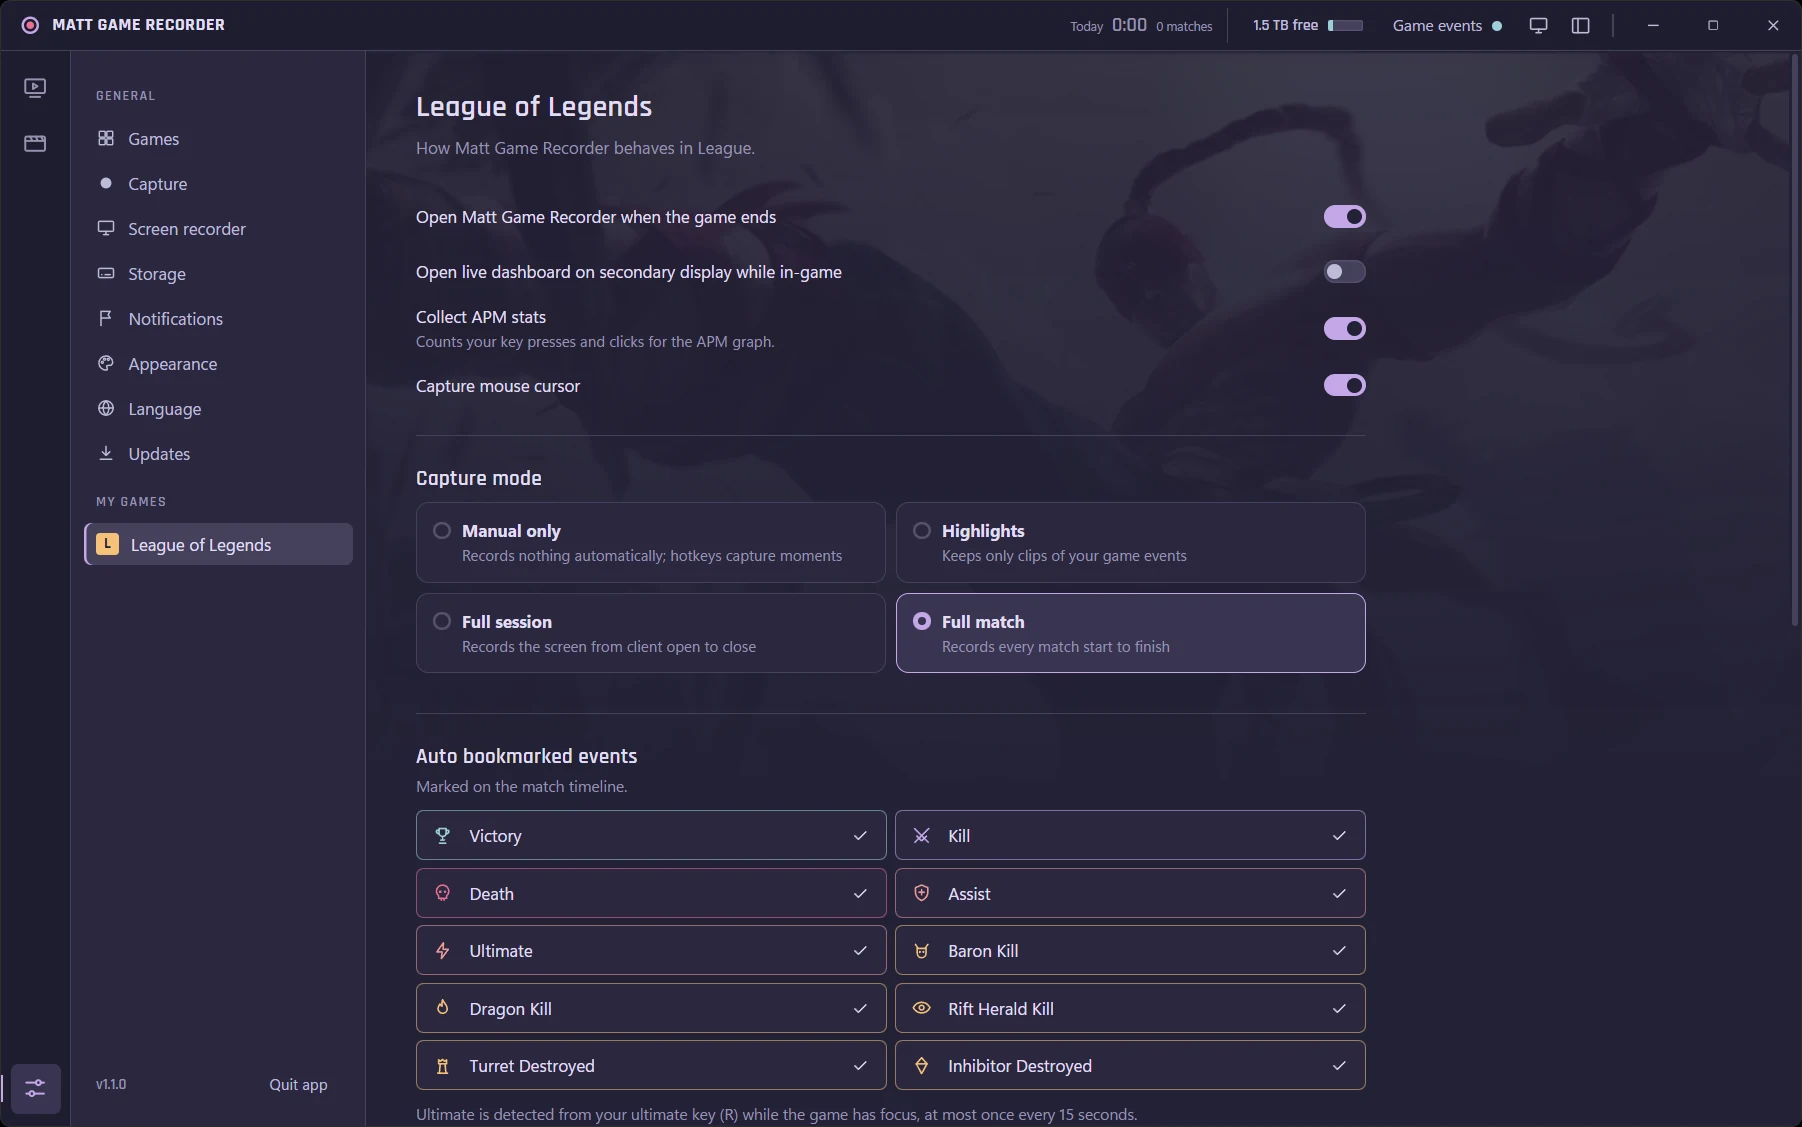 MATT GAME RECORDER
Today 0:00 0 matches
1.5 TB free
Game events
GENERAL
Games
Capture
Screen recorder
Storage
Notifications
Appearance
Language
Updates
MY GAMES
L League of Legends
v1.1.0
Quit app
League of Legends
How Matt Game Recorder behaves in League.
Open Matt Game Recorder when the game ends
Open live dashboard on secondary display while in-game
Collect APM stats
Counts your key presses and clicks for the APM graph.
Capture mouse cursor
Capture mode
Manual only
Records nothing automatically; hotkeys capture moments
Highlights
Keeps only clips of your game events
Full session
Records the screen from client open to close
Full match
Records every match start to finish
Auto bookmarked events
Marked on the match timeline.
Victory
Kill
Death
Assist
Ultimate
Baron Kill
Dragon Kill
Rift Herald Kill
Turret Destroyed
Inhibitor Destroyed
Ultimate is detected from your ultimate key (R) while the game has focus, at most once every 15 seconds.